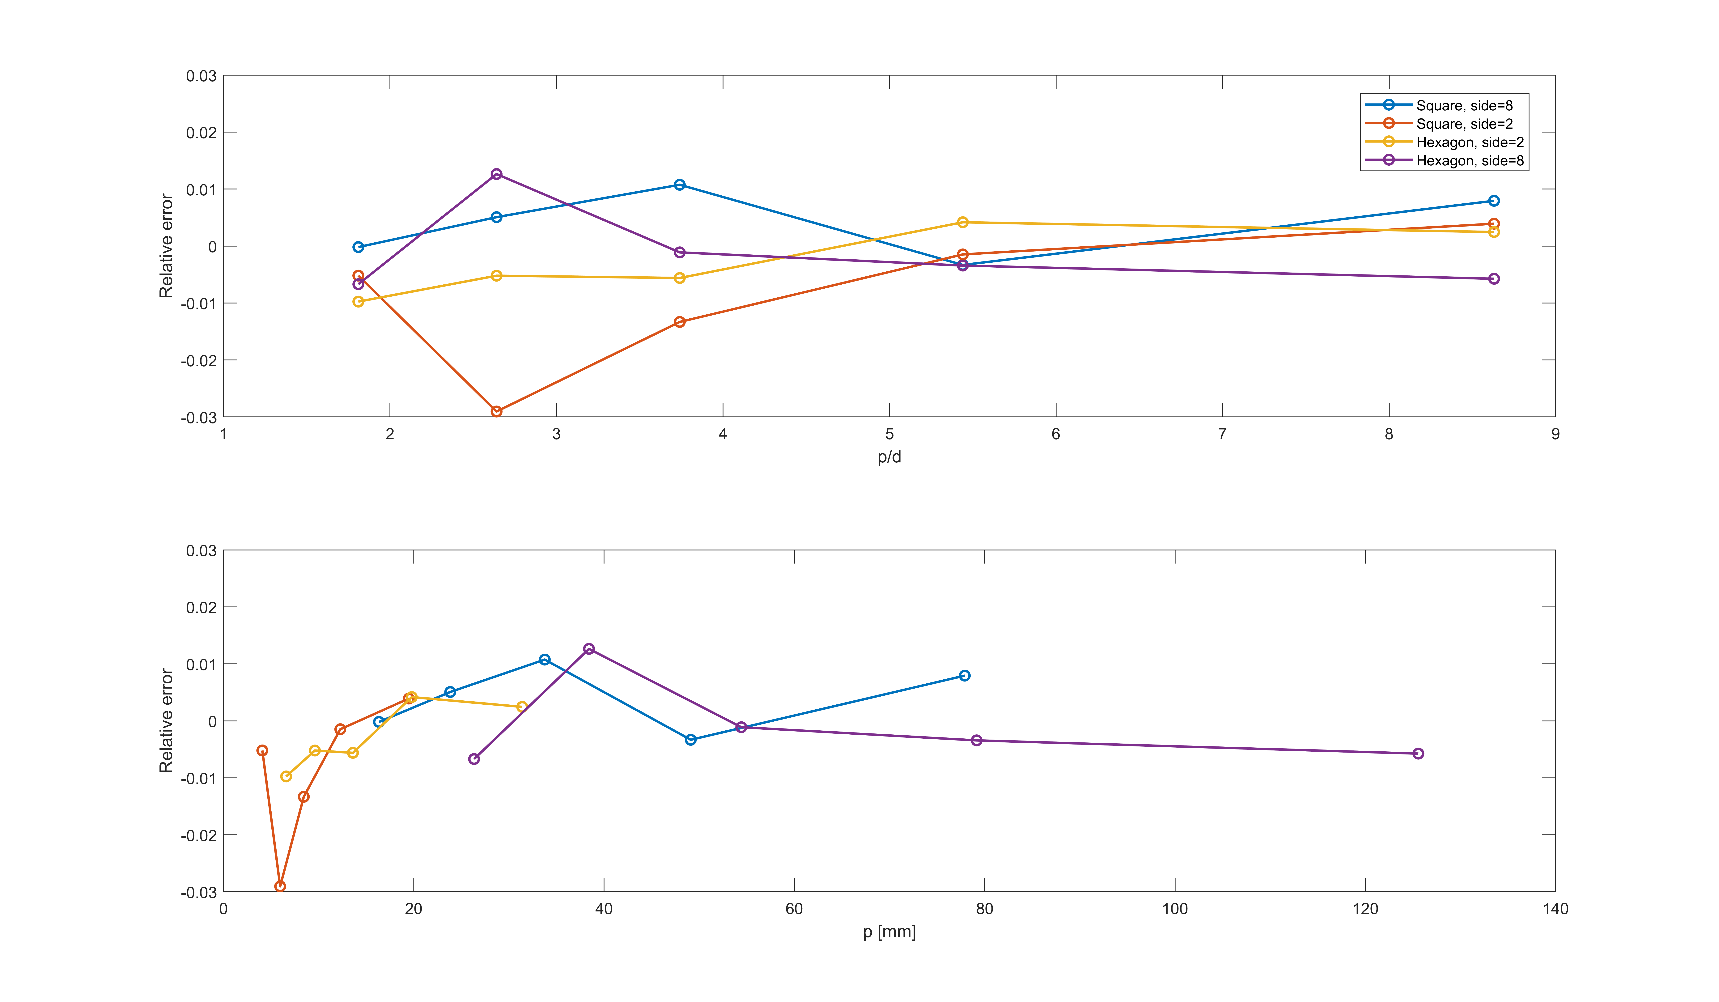 0.03
0.02
0.01
0
-0.01
-0.02
-0.03
Relative error
1 2 3 4 5 6 7 8 9
p/d
Square, side=8
Square, side=2
Hexagon, side=2
Hexagon, side=8
0.03
0.02
0.01
0
-0.01
-0.02
-0.03
Relative error
0 20 40 60 80 100 120 140
p [mm]